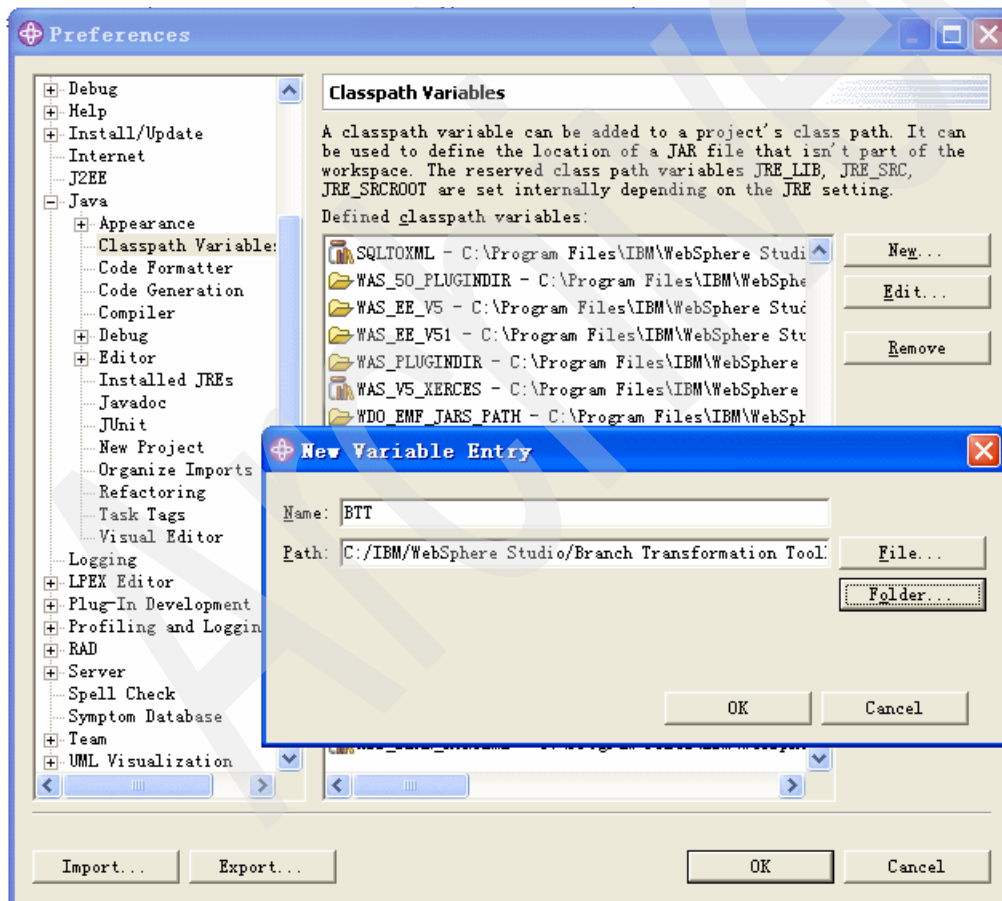 Preferences
Debug
Help
Install/Update
Internet
J2EE
Java
Appearance
Classpath Variable
Code Formatter
Code Generation
Compiler
Debug
Editor
Installed JREs
Javadoc
JUnit
New Project
Organize Imports
Refactoring
Task Tags
Visual Editor
Logging
LPEX Editor
Plug-In Development
Profiling and Loggin
RAD
Server
Spell Check
Symptom Database
Team
UML Visualization
Classpath Variables
A classpath variable can be added to a project's class path. It can
be used to define the location of a JAR file that isn't part of the
workspace. The reserved class path variables JRE_LIB, JRE_SRC,
JRE_SRCROOT are set internally depending on the JRE setting.
Defined classpath variables:
SQLTOXML - C:\Program Files\IBM\WebSphere Studi
WAS_50_PLUGINDIR - C:\Program Files\IBM\WebSphe
WAS_EE_V5 - C:\Program Files\IBM\WebSphere Stud
WAS_EE_V51 - C:\Program Files\IBM\WebSphere Stu
WAS_PLUGINDIR - C:\Program Files\IBM\WebSphere
WAS_V5_XERCES - C:\Program Files\IBM\WebSphere
WDO_EMF_JARS_PATH - C:\Program Files\IBM\WebSph
New...
Edit...
Remove
New Variable Entry
Name: BTT
Path: C:/IBM/WebSphere Studio/Branch Transformation Tool
File...
Folder...
OK
Cancel
Import...
Export...
OK
Cancel